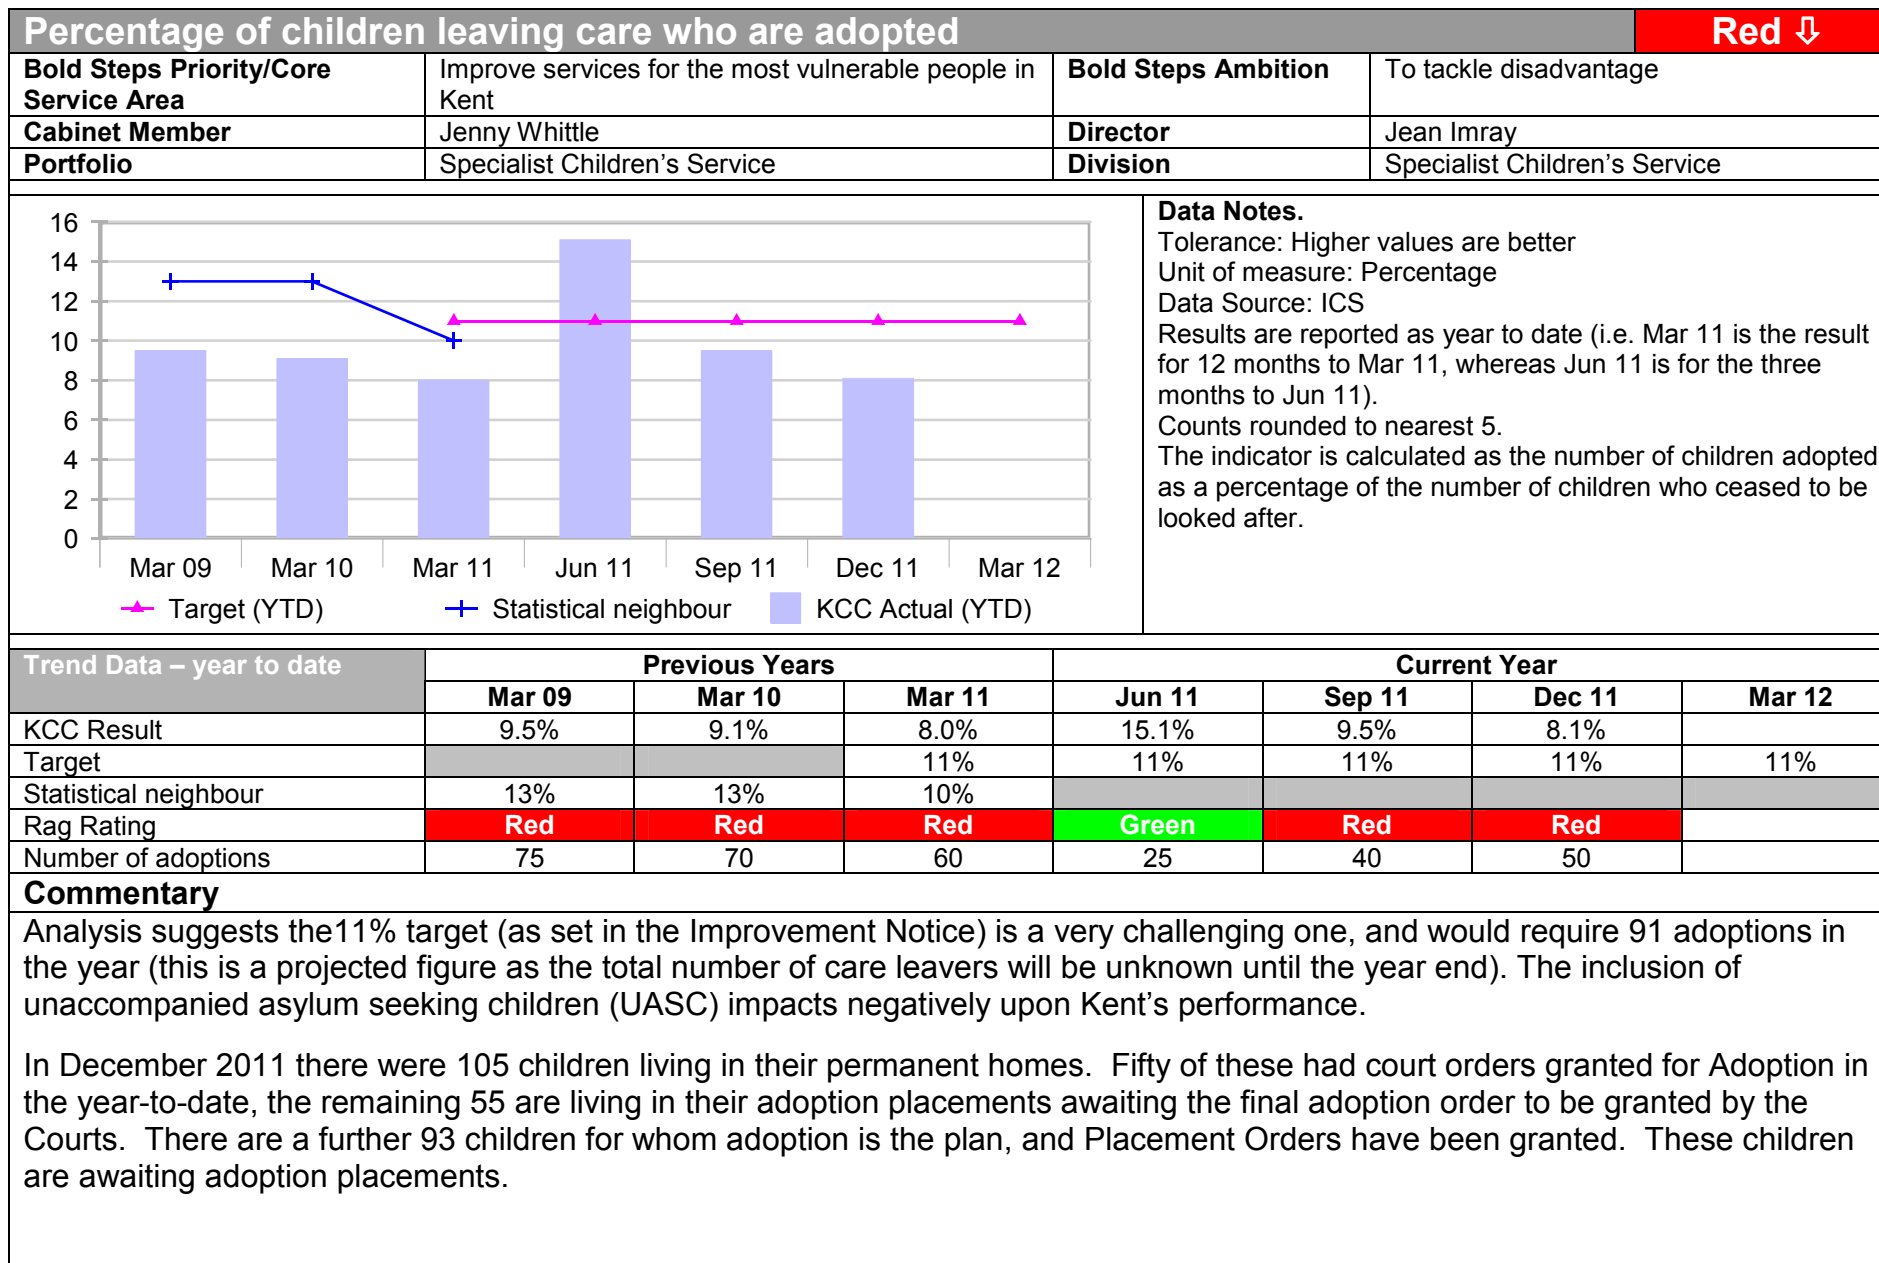 Percentage of children leaving care who are adopted Red ⇩
Bold Steps Priority/Core Service Area Improve services for the most vulnerable people in Kent Bold Steps Ambition To tackle disadvantage
Cabinet Member Jenny Whittle Director Jean Imray
Portfolio Specialist Children’s Service Division Specialist Children’s Service
16
14
12
10
8
6
4
2
0
Mar 09 Mar 10 Mar 11 Jun 11 Sep 11 Dec 11 Mar 12
Target (YTD) Statistical neighbour KCC Actual (YTD)
Data Notes.
Tolerance: Higher values are better
Unit of measure: Percentage
Data Source: ICS
Results are reported as year to date (i.e. Mar 11 is the result
for 12 months to Mar 11, whereas Jun 11 is for the three
months to Jun 11).
Counts rounded to nearest 5.
The indicator is calculated as the number of children adopted
as a percentage of the number of children who ceased to be
looked after.
Trend Data – year to date Previous Years Current Year
Mar 09 Mar 10 Mar 11 Jun 11 Sep 11 Dec 11 Mar 12
KCC Result 9.5% 9.1% 8.0% 15.1% 9.5% 8.1%
Target 11% 11% 11% 11% 11%
Statistical neighbour 13% 13% 10%
Rag Rating Red Red Red Green Red Red
Number of adoptions 75 70 60 25 40 50
Commentary
Analysis suggests the11% target (as set in the Improvement Notice) is a very challenging one, and would require 91 adoptions in
the year (this is a projected figure as the total number of care leavers will be unknown until the year end). The inclusion of
unaccompanied asylum seeking children (UASC) impacts negatively upon Kent’s performance.
In December 2011 there were 105 children living in their permanent homes. Fifty of these had court orders granted for Adoption in
the year-to-date, the remaining 55 are living in their adoption placements awaiting the final adoption order to be granted by the
Courts. There are a further 93 children for whom adoption is the plan, and Placement Orders have been granted. These children
are awaiting adoption placements.